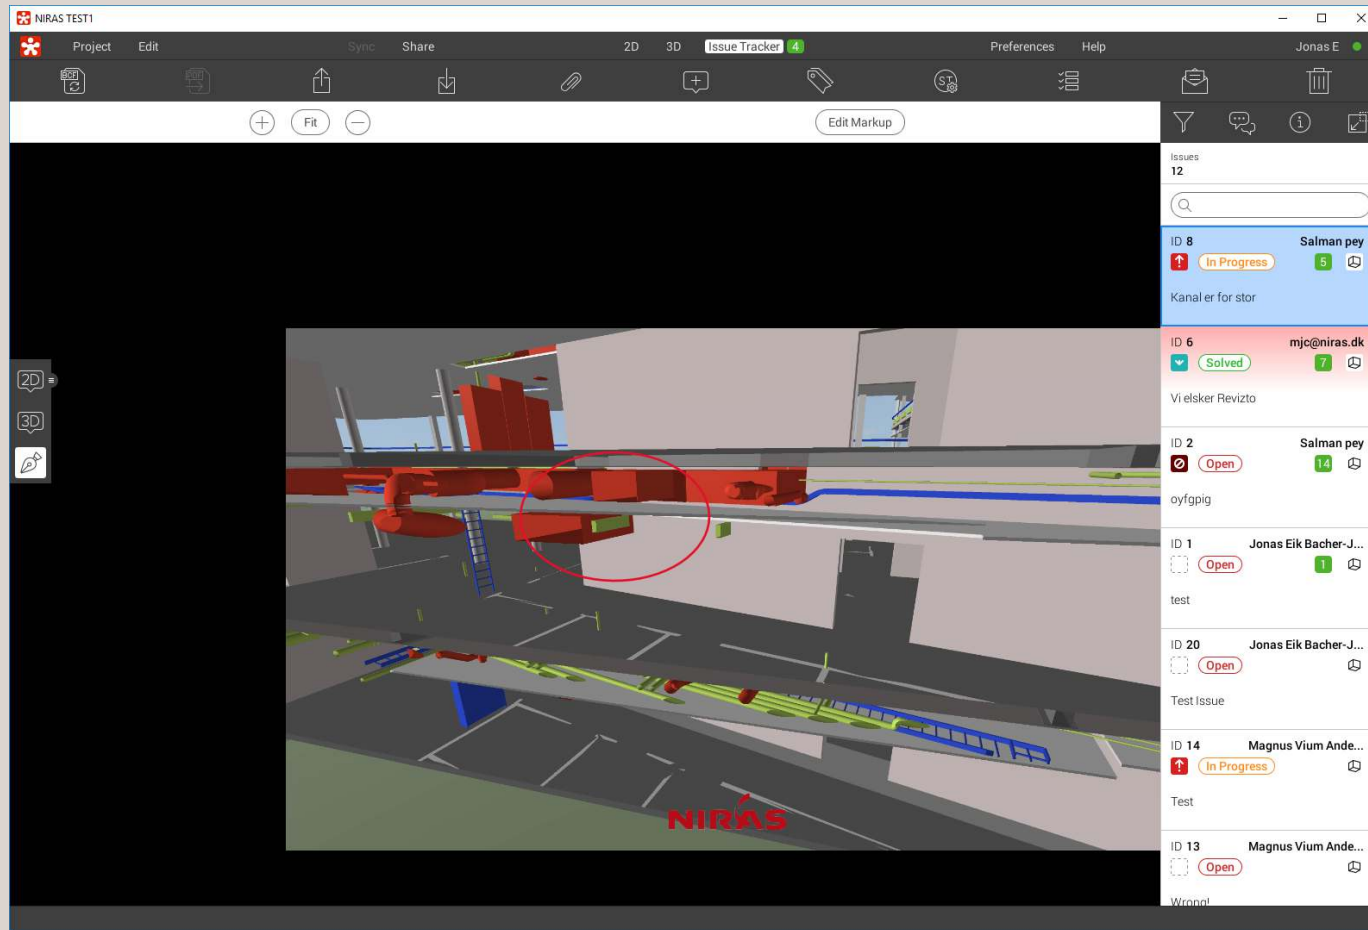 NIRAS TEST1
Project Edit Sync Share 2D 3D Issue Tracker 4 Preferences Help Jonas E
BCF
ST
Fit Edit Markup
Issues
12
ID 8 Salman pey
In Progress 5
Kanal er for stor
ID 6 mjc@niras.dk
Solved 7
Vi elsker Revizto
ID 2 Salman pey
Open 14
oyfgpig
ID 1 Jonas Eik Bacher-J...
Open 1
test
ID 20 Jonas Eik Bacher-J...
Open
Test Issue
ID 14 Magnus Vium Ande...
In Progress
Test
ID 13 Magnus Vium Ande...
Open
Wrong!
2D
3D
NIRAS